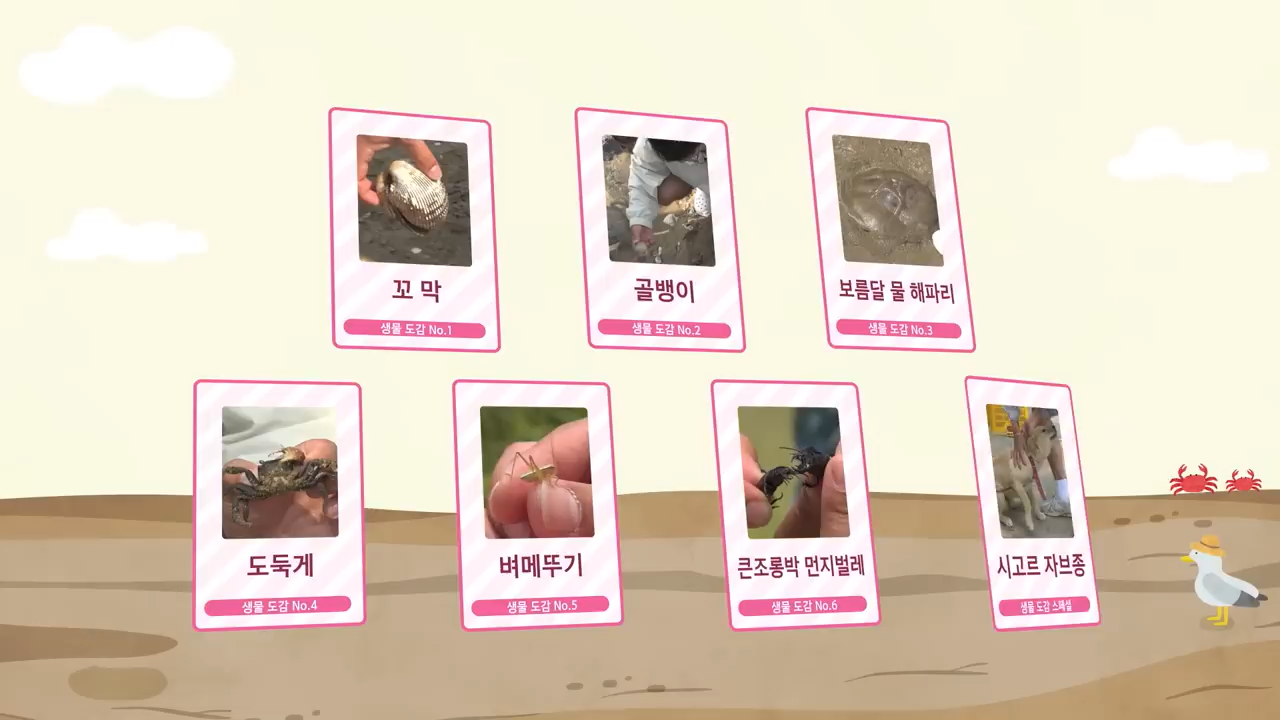 꼬 막
생물 도감 No.1
골뱅이
생물 도감 No.2
보름달 물 해파리
생물 도감 No.3
도둑게
생물 도감 No.4
벼메뚜기
생물 도감 No.5
큰조롱박 먼지벌레
생물 도감 No.6
시고르 자브종
생물 도감 스페셜